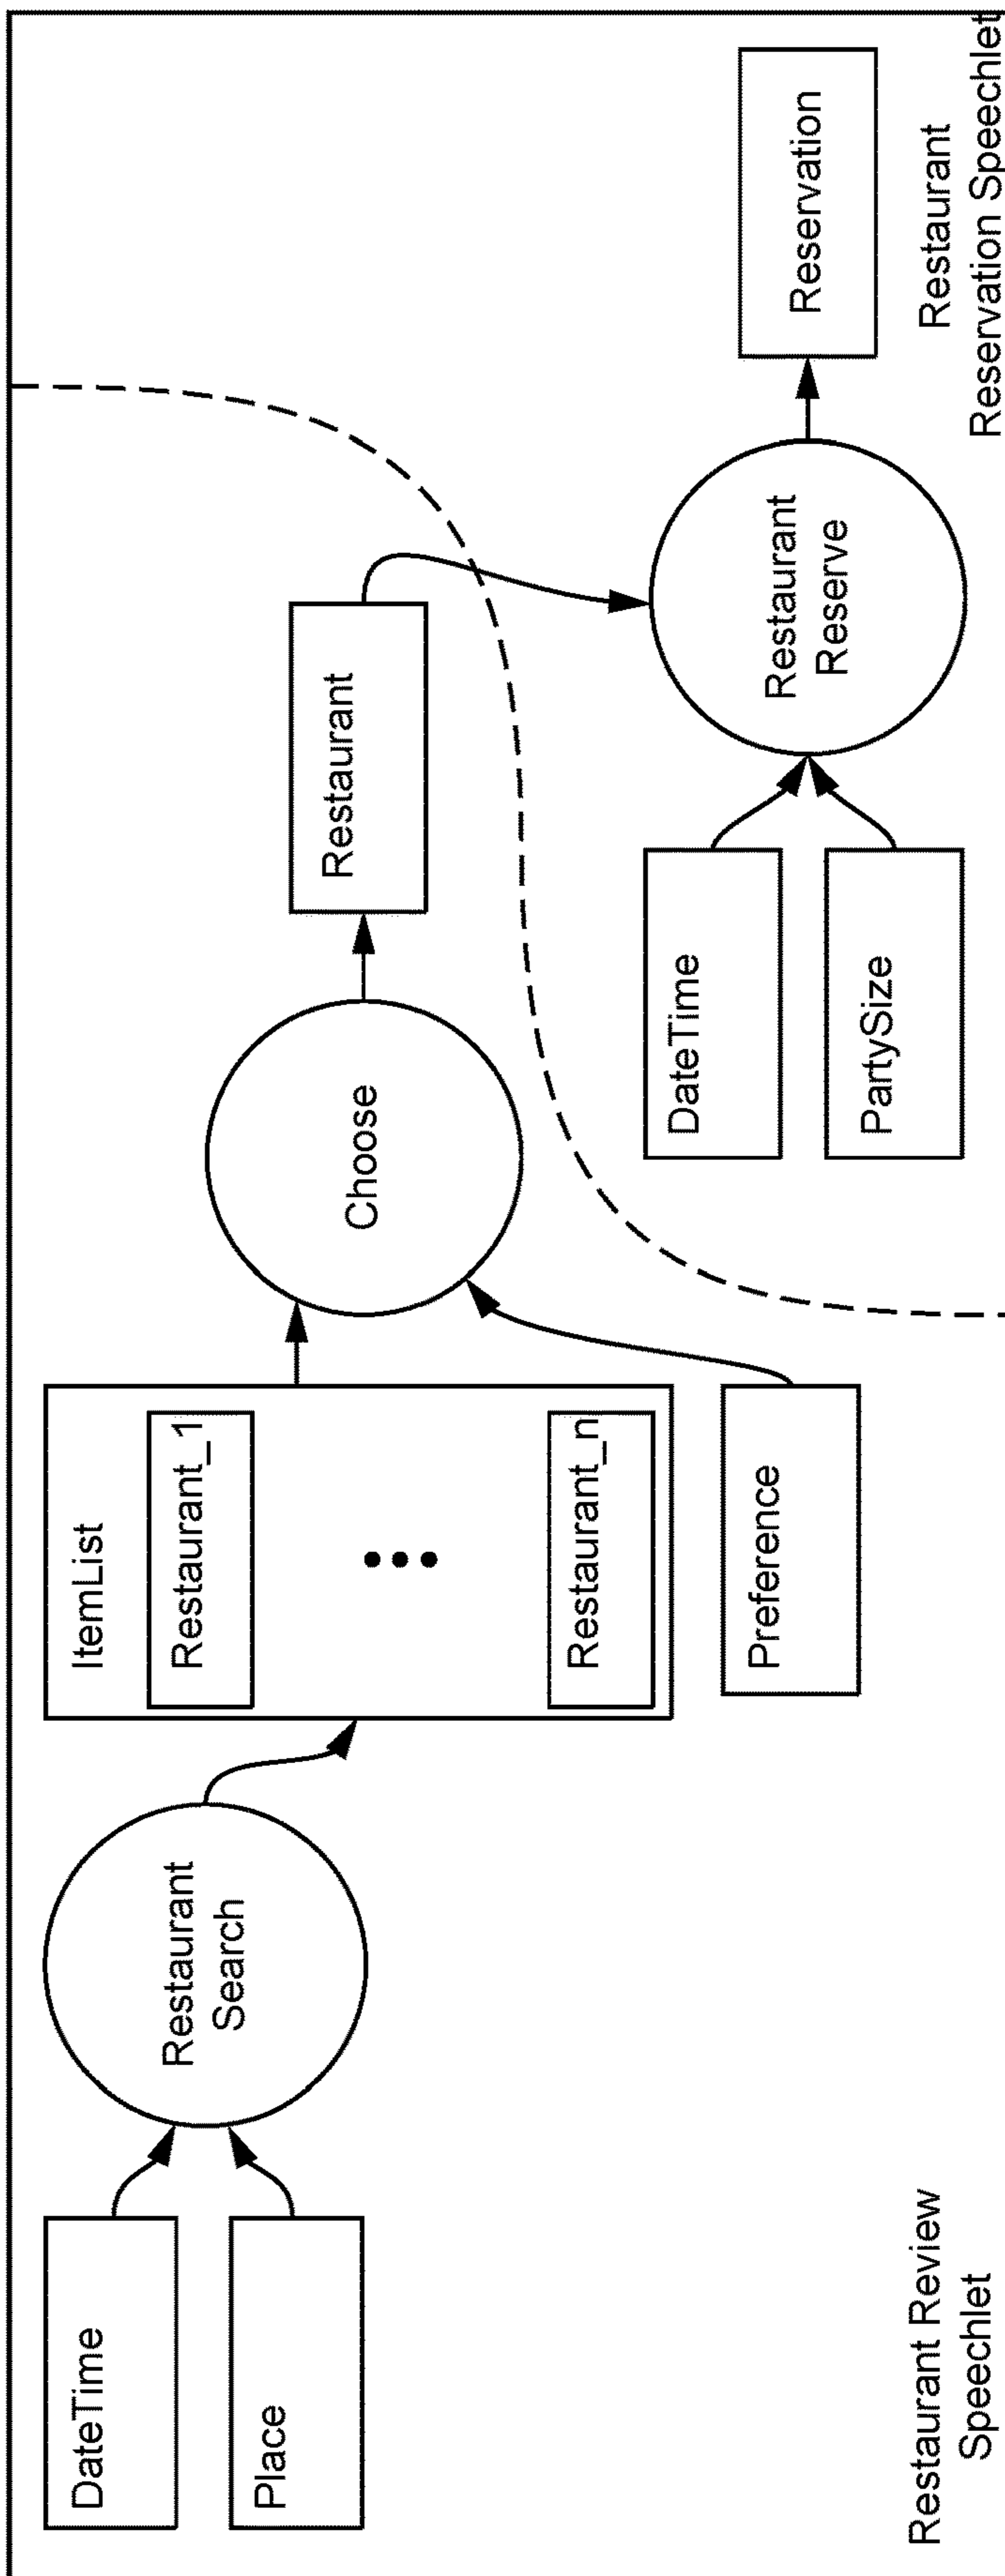 DateTime
Place
Restaurant
Search
ItemList
Restaurant_1
Restaurant_n
Preference
Choose
Restaurant
DateTime
PartySize
Restaurant
Reserve
Reservation
Restaurant Review
Speechlet
Restaurant
Reservation Speechlet